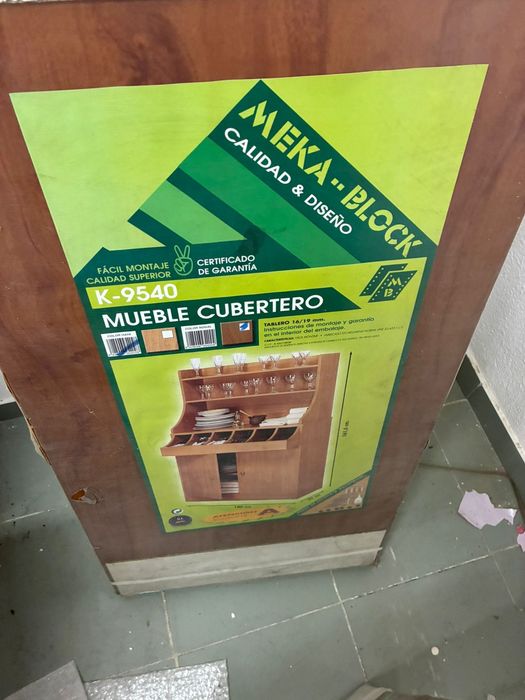 MEKA-BLOCK
CALIDAD & DISEÑO
FÁCIL MONTAJE
CALIDAD SUPERIOR
CERTIFICADO
DE GARANTÍA
K-9540
MUEBLE CUBERTERO
TABLERO 16/19 mm.
Instrucciones de montaje y garantía
en el interior del embalaje.
M
B